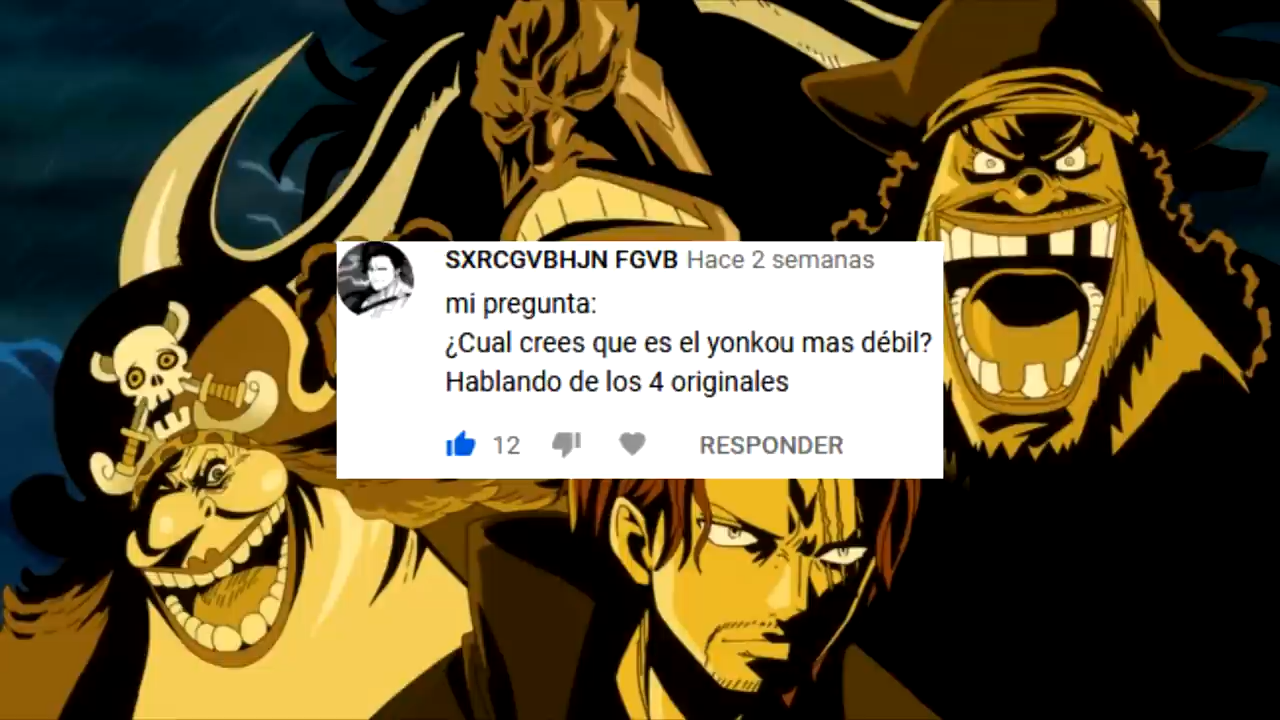 SXRCGVBHJN FGVB Hace 2 semanas
mi pregunta:
¿Cual crees que es el yonkou mas débil?
Hablando de los 4 originales
12 RESPONDER